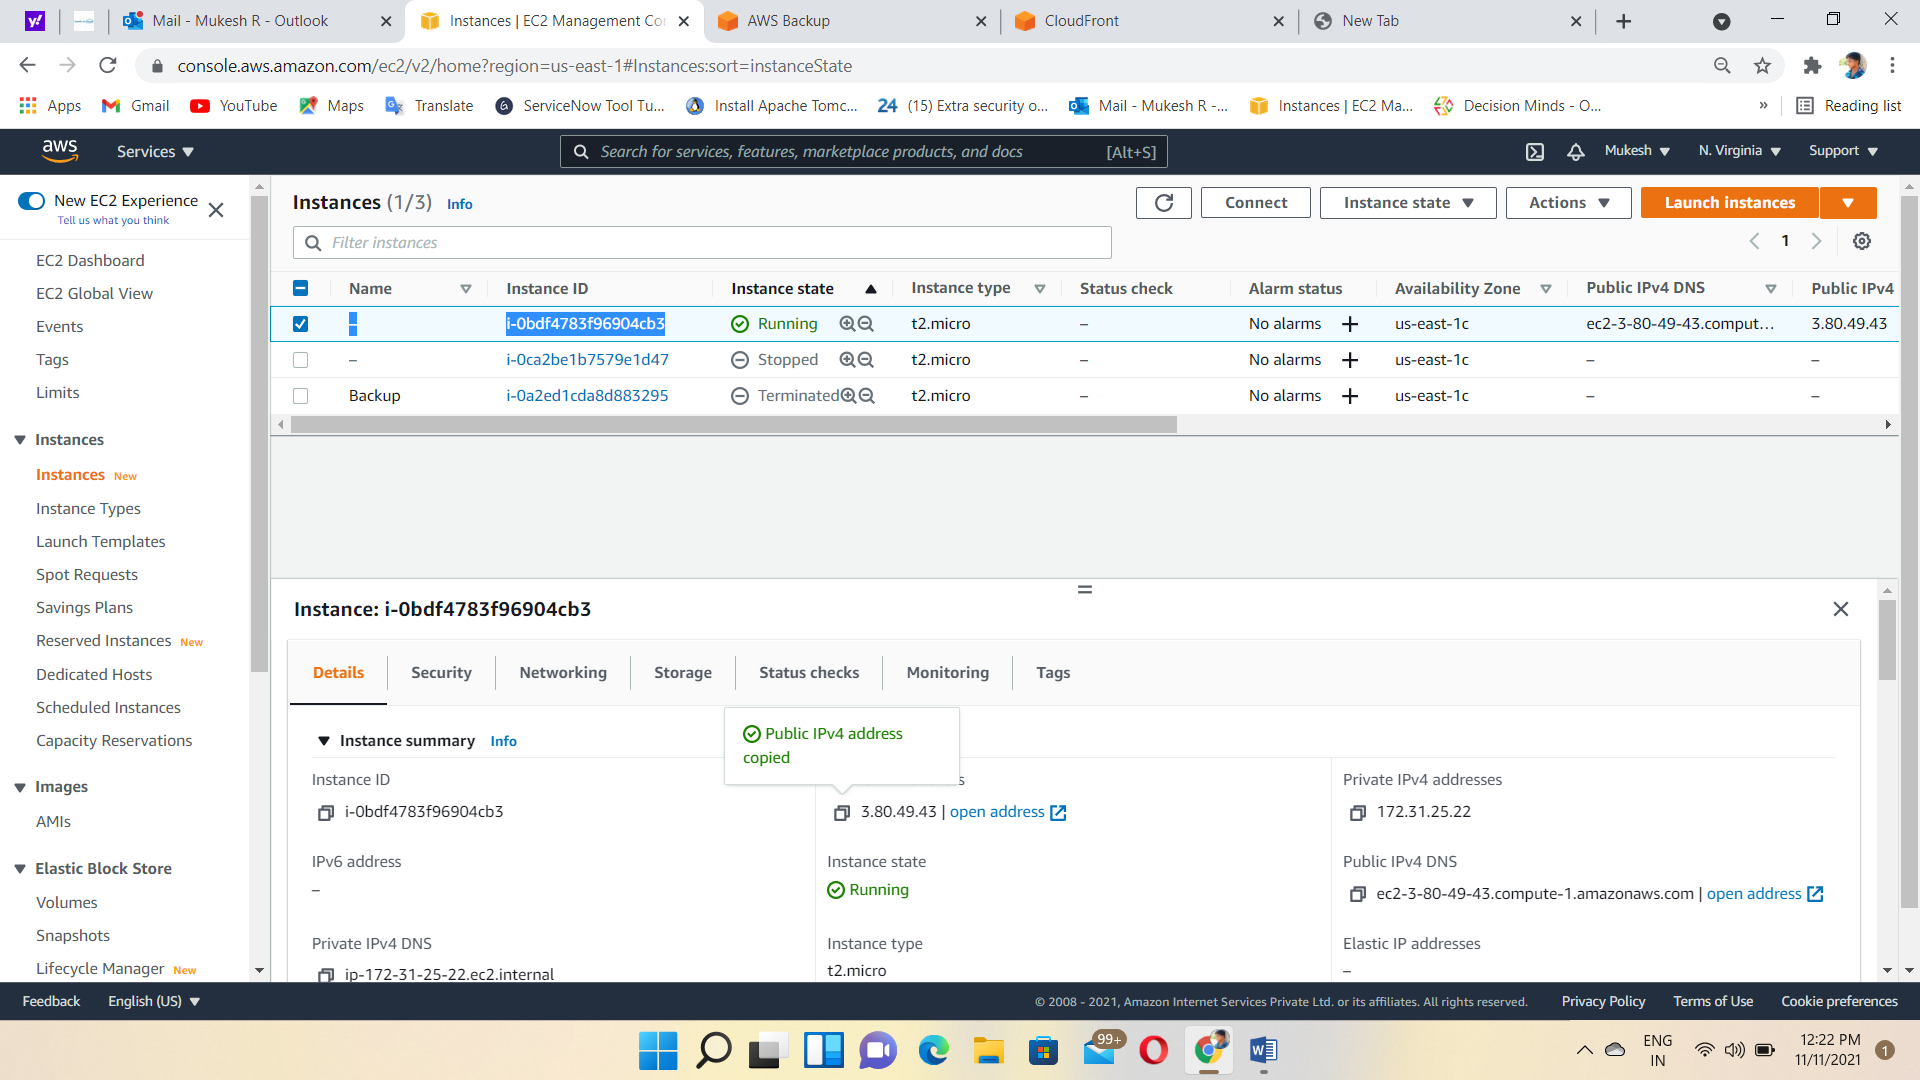 Mail - Mukesh R - Outlook
Instances | EC2 Management Co
AWS Backup
CloudFront
New Tab
console.aws.amazon.com/ec2/v2/home?region=us-east-1#Instances:sort=instanceState
Apps
Gmail
YouTube
Maps
Translate
ServiceNow Tool Tu...
Install Apache Tomc...
24
(15) Extra security o...
Mail - Mukesh R -...
Instances | EC2 Ma...
Decision Minds - O...
»
Reading list
aws
Services
Search for services, features, marketplace products, and docs
[Alt+S]
Mukesh
N. Virginia
Support
New EC2 Experience
Tell us what you think
EC2 Dashboard
EC2 Global View
Events
Tags
Limits
Instances
Instances New
Instance Types
Launch Templates
Spot Requests
Savings Plans
Reserved Instances New
Dedicated Hosts
Scheduled Instances
Capacity Reservations
Images
AMIs
Elastic Block Store
Volumes
Snapshots
Lifecycle Manager New
Instances (1/3) Info
Connect
Instance state
Actions
Launch instances
Filter instances
1
Name Instance ID Instance state Instance type Status check Alarm status Availability Zone Public IPv4 DNS Public IPv4
– i-0bdf4783f96904cb3 Running t2.micro – No alarms us-east-1c ec2-3-80-49-43.comput... 3.80.49.43
– i-0ca2be1b7579e1d47 Stopped t2.micro – No alarms us-east-1c – –
Backup i-0a2ed1cda8d883295 Terminated t2.micro – No alarms us-east-1c – –
Instance: i-0bdf4783f96904cb3
Details Security Networking Storage Status checks Monitoring Tags
Public IPv4 address
copied
Instance summary Info
Instance ID
i-0bdf4783f96904cb3
3.80.49.43 | open address
Private IPv4 addresses
172.31.25.22
IPv6 address
–
Instance state
Running
Public IPv4 DNS
ec2-3-80-49-43.compute-1.amazonaws.com | open address
Private IPv4 DNS
ip-172-31-25-22.ec2.internal
Instance type
t2.micro
Elastic IP addresses
–
Feedback
English (US)
© 2008 - 2021, Amazon Internet Services Private Ltd. or its affiliates. All rights reserved.
Privacy Policy
Terms of Use
Cookie preferences
99+
ENG
IN
12:22 PM
11/11/2021
1